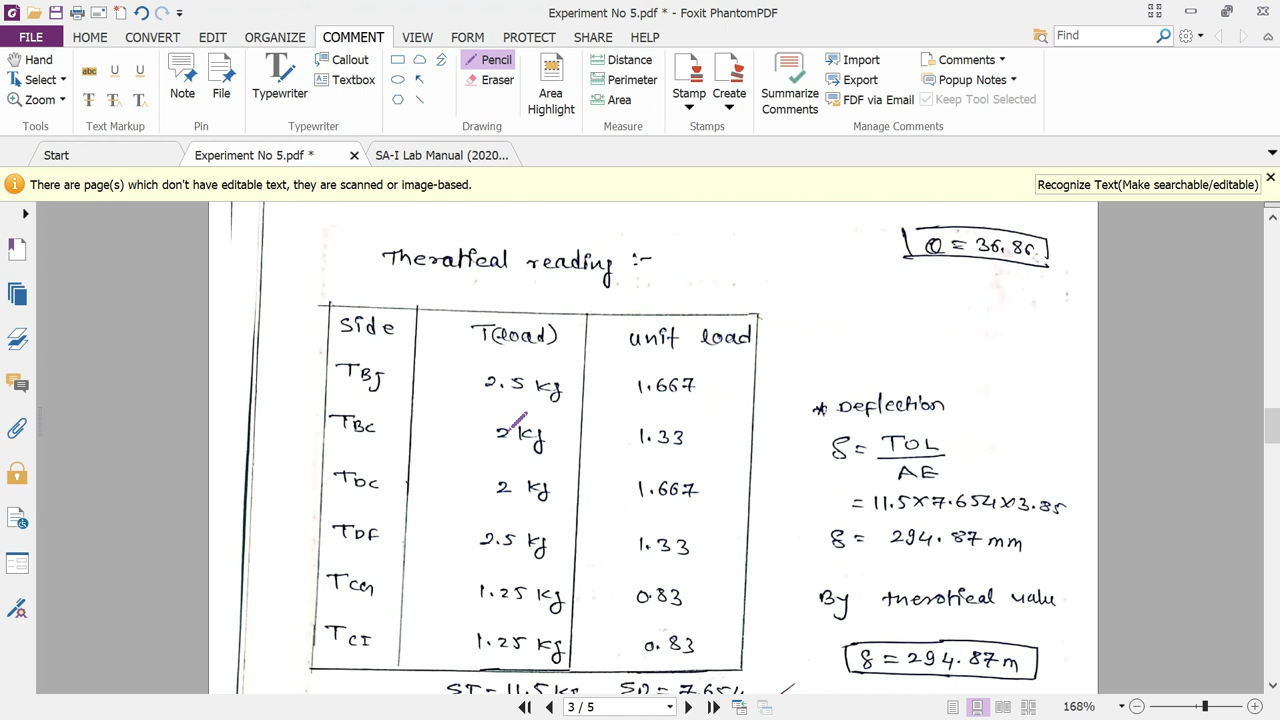 Experiment No 5.pdf * - Foxit PhantomPDF
FILE HOME CONVERT EDIT ORGANIZE COMMENT VIEW FORM PROTECT SHARE HELP Find
Hand
Select
Zoom
Tools
abc U U
T T T
Text Markup
Note File
Pin
Typewriter
Callout
Textbox
Typewriter
Pencil
Eraser
Drawing
Area Highlight
Distance
Perimeter
Area
Measure
Stamp Create
Stamps
Summarize Comments
Import
Export
FDF via Email
Comments
Popup Notes
Keep Tool Selected
Manage Comments
Start Experiment No 5.pdf * SA-I Lab Manual (2020...
There are page(s) which don't have editable text, they are scanned or image-based. Recognize Text(Make searchable/editable)
Theratical reading :-
Q = 36.86
Side T(load) unit load
TBJ 2.5 kg 1.667
TBC 2 kg 1.33
TDC 2 kg 1.667
TDF 2.5 kg 1.33
1.25 kg 0.83
TCI 1.25 kg 0.83
* Deflection
δ = TOL
AE
= 11.5×7.654×3.85
δ = 294.87 mm
By therotical value
δ = 294.87 m
= 11.5 kg = 7.654
3 / 5
168%